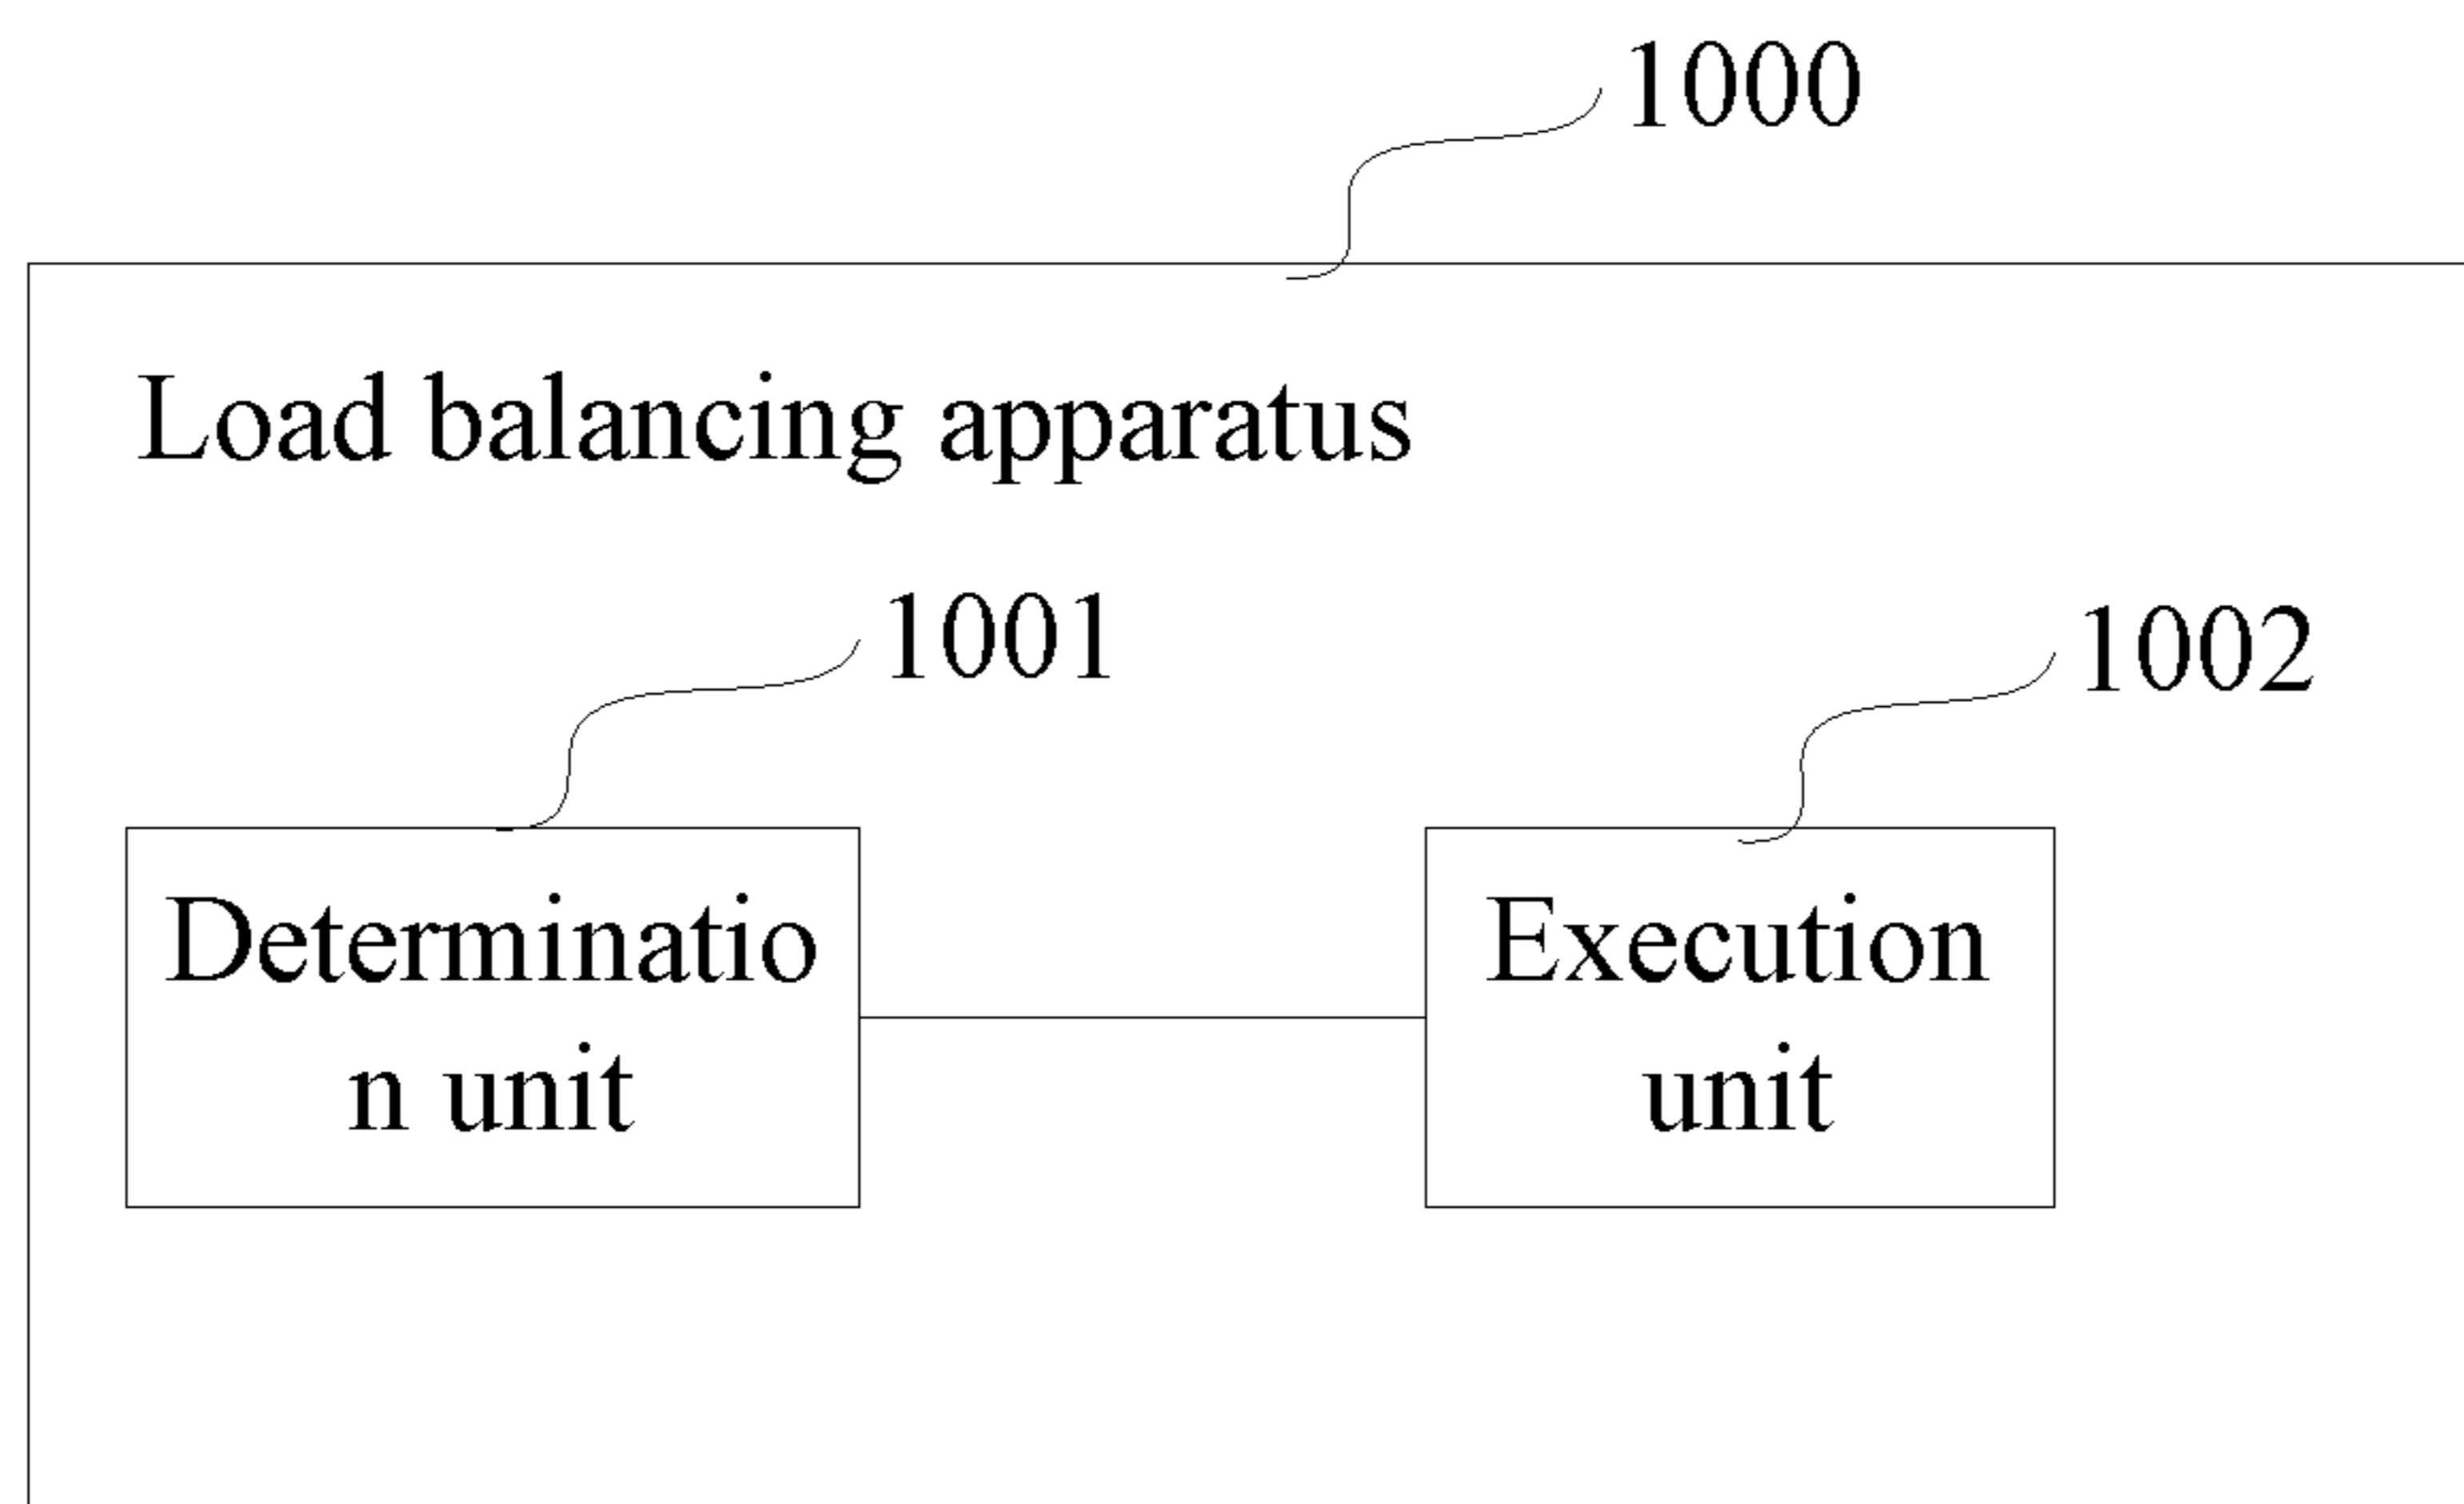 1000
Load balancing apparatus
1001
1002
Determinatio
n unit
Execution
unit